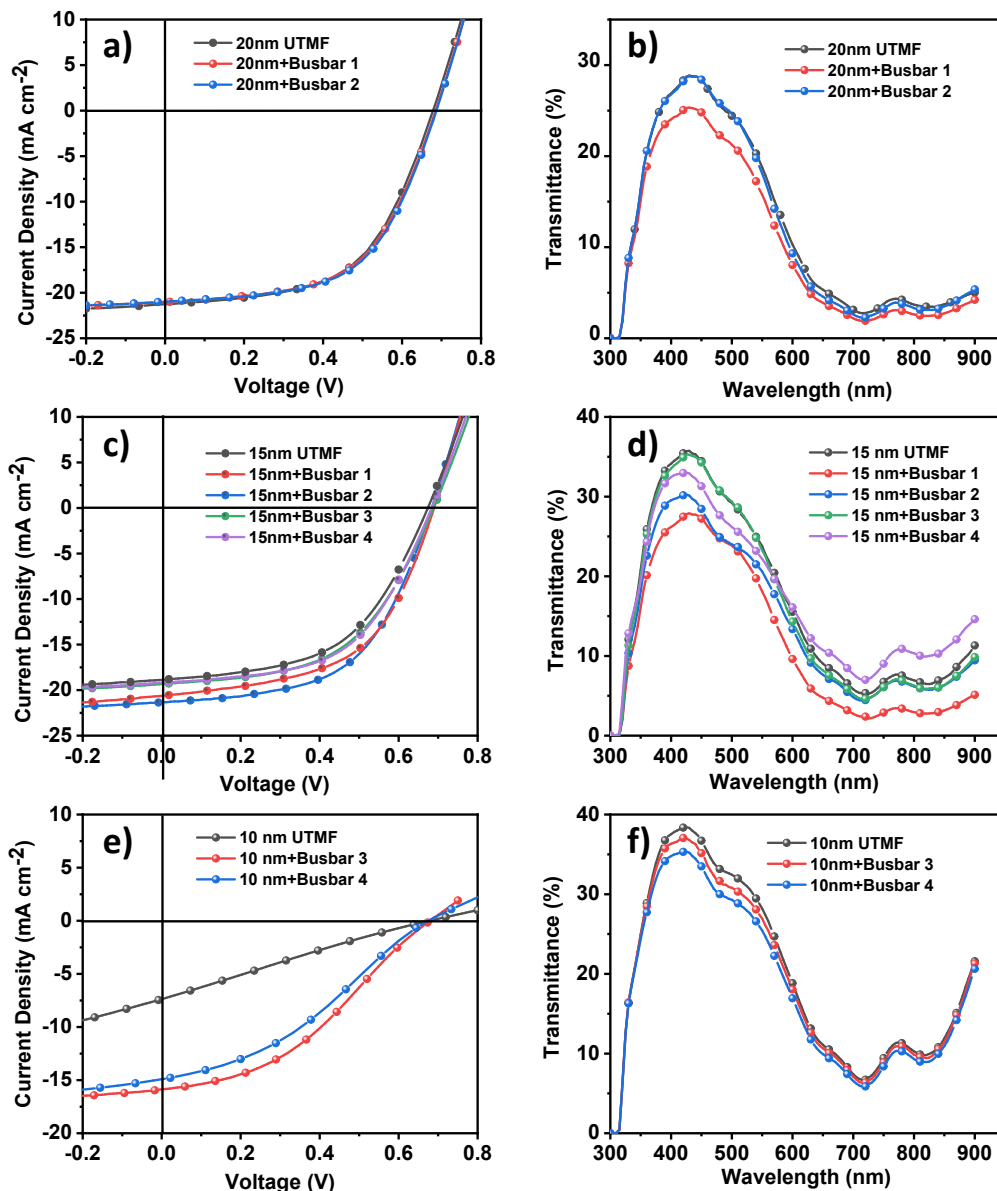 a)
20nm UTMF
20nm+Busbar 1
20nm+Busbar 2
Current Density (mA cm-2)
10
5
0
-5
-10
-15
-20
-25
-0.2 0.0 0.2 0.4 0.6 0.8
Voltage (V)
b)
20nm UTMF
20nm+Busbar 1
20nm+Busbar 2
Transmittance (%)
30
20
10
0
300 400 500 600 700 800 900
Wavelength (nm)
c)
15nm UTMF
15nm+Busbar 1
15nm+Busbar 2
15nm+Busbar 3
15nm+Busbar 4
Current Density (mA cm-2)
10
5
0
-5
-10
-15
-20
-25
-0.2 0.0 0.2 0.4 0.6 0.8
Voltage (V)
d)
15 nm UTMF
15 nm+Busbar 1
15 nm+Busbar 2
15 nm+Busbar 3
15 nm+Busbar 4
Transmittance (%)
40
30
20
10
0
300 400 500 600 700 800 900
Wavelength (nm)
e)
10 nm UTMF
10 nm+Busbar 3
10 nm+Busbar 4
Current Density (mA cm-2)
10
5
0
-5
-10
-15
-20
-0.2 0.0 0.2 0.4 0.6 0.8
Voltage (V)
f)
10nm UTMF
10nm+Busbar 3
10nm+Busbar 4
Transmittance (%)
40
30
20
10
0
300 400 500 600 700 800 900
Wavelength (nm)